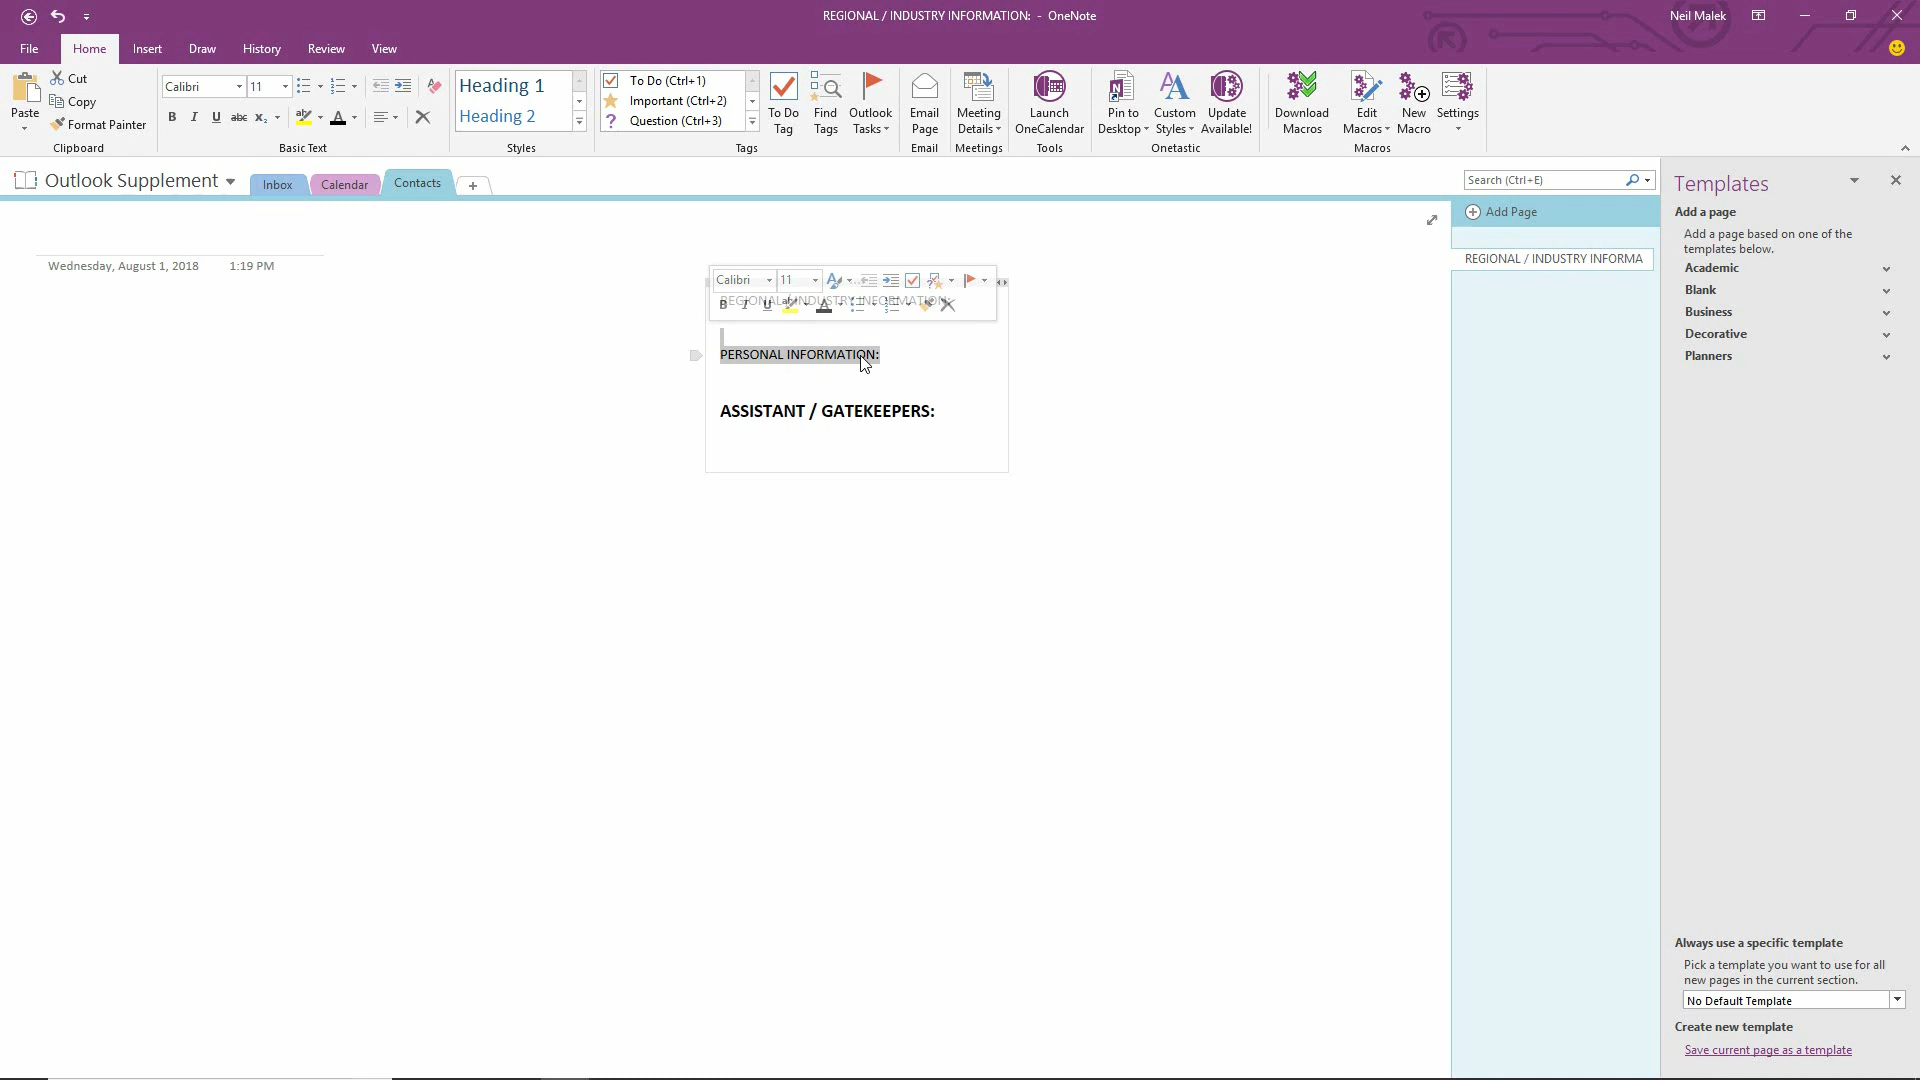 REGIONAL / INDUSTRY INFORMATION: - OneNote
Neil Malek
File Home Insert Draw History Review View
Paste
Cut
Copy
Format Painter
Clipboard
Calibri 11
B I U abc X₂
Basic Text
Heading 1
Heading 2
Styles
To Do (Ctrl+1)
Important (Ctrl+2)
Question (Ctrl+3)
To Do Tag
Find Tags
Outlook Tasks
Tags
Email Page
Email
Meeting Details
Meetings
Launch OneCalendar
Tools
Pin to Desktop
Custom Styles
Update Available!
Onetastic
Download Macros
Edit Macros
New Macro
Settings
Macros
Outlook Supplement
Inbox Calendar Contacts
Search (Ctrl+E)
Add Page
REGIONAL / INDUSTRY INFORMA
Wednesday, August 1, 2018 1:19 PM
Calibri 11
B I U
REGIONAL / INDUSTRY INFORMATION:
PERSONAL INFORMATION:
ASSISTANT / GATEKEEPERS:
Templates
Add a page
Add a page based on one of the
templates below.
Academic
Blank
Business
Decorative
Planners
Always use a specific template
Pick a template you want to use for all
new pages in the current section.
No Default Template
Create new template
Save current page as a template